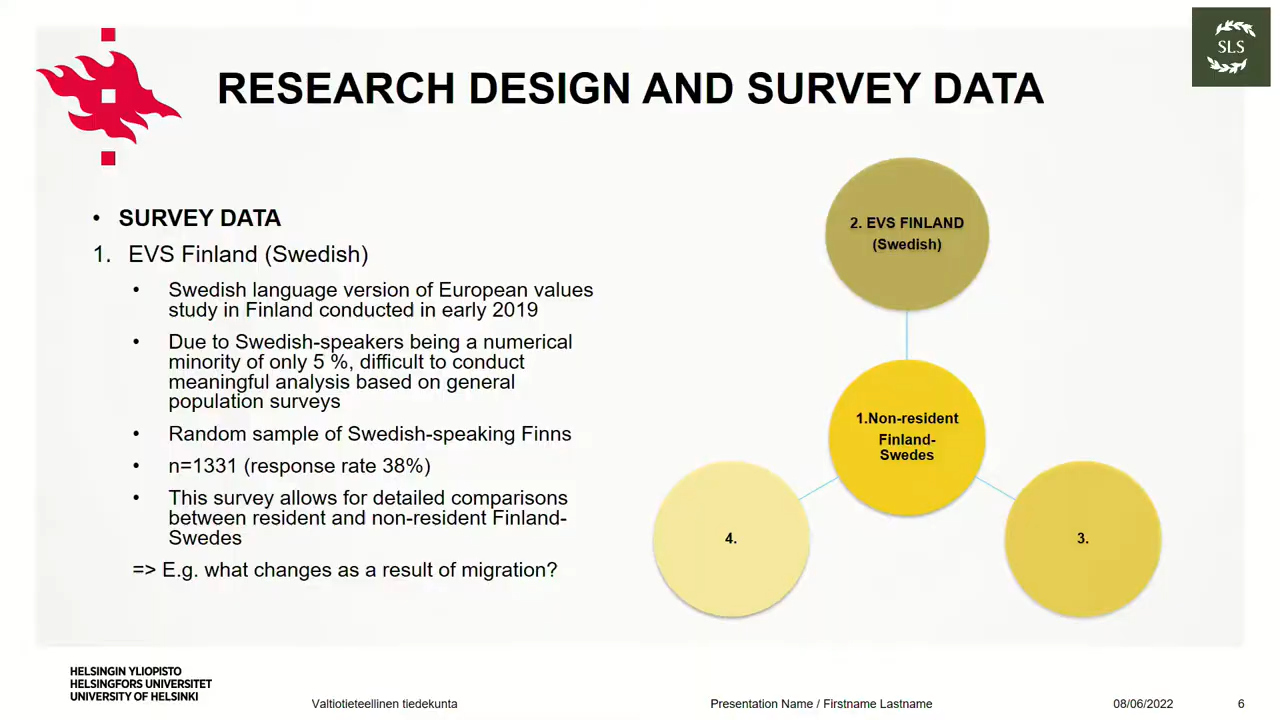 SLS
RESEARCH DESIGN AND SURVEY DATA
• SURVEY DATA
1. EVS Finland (Swedish)
• Swedish language version of European values
study in Finland conducted in early 2019
• Due to Swedish-speakers being a numerical
minority of only 5 %, difficult to conduct
meaningful analysis based on general
population surveys
• Random sample of Swedish-speaking Finns
• n=1331 (response rate 38%)
• This survey allows for detailed comparisons
between resident and non-resident Finland-
Swedes
=> E.g. what changes as a result of migration?
2. EVS FINLAND
(Swedish)
1.Non-resident
Finland-
Swedes
4.
3.
HELSINGIN YLIOPISTO
HELSINGFORS UNIVERSITET
UNIVERSITY OF HELSINKI
Valtiotieteellinen tiedekunta
Presentation Name / Firstname Lastname
08/06/2022
6